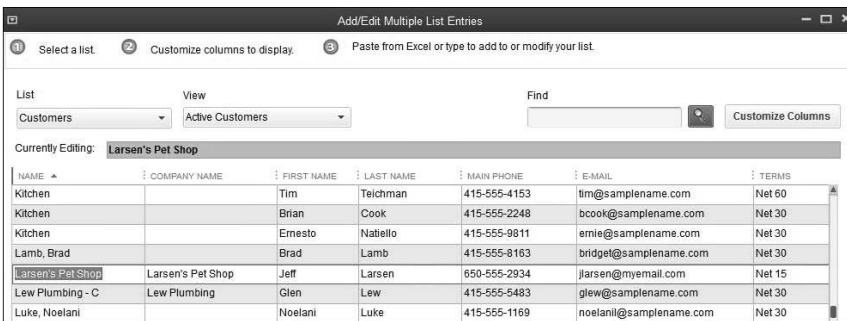 Add/Edit Multiple List Entries
1 Select a list. 2 Customize columns to display. 3 Paste from Excel or type to add to or modify your list.
List View Find
Customers Active Customers Customize Columns
Currently Editing: Larsen's Pet Shop
NAME COMPANY NAME FIRST NAME LAST NAME MAIN PHONE E-MAIL TERMS
Kitchen Tim Teichman 415-555-4153 tim@samplename.com Net 60
Kitchen Brian Cook 415-555-2248 bcook@samplename.com Net 30
Kitchen Ernesto Natiello 415-555-9811 ernie@samplename.com Net 30
Lamb, Brad Brad Lamb 415-555-8163 bridget@samplename.com Net 30
Larsen's Pet Shop Larsen's Pet Shop Jeff Larsen 650-555-2934 jlarsen@myemail.com Net 15
Lew Plumbing - C Lew Plumbing Glen Lew 415-555-5483 glew@samplename.com Net 30
Luke, Noelani Noelani Luke 415-555-1169 noelanil@samplename.com Net 30